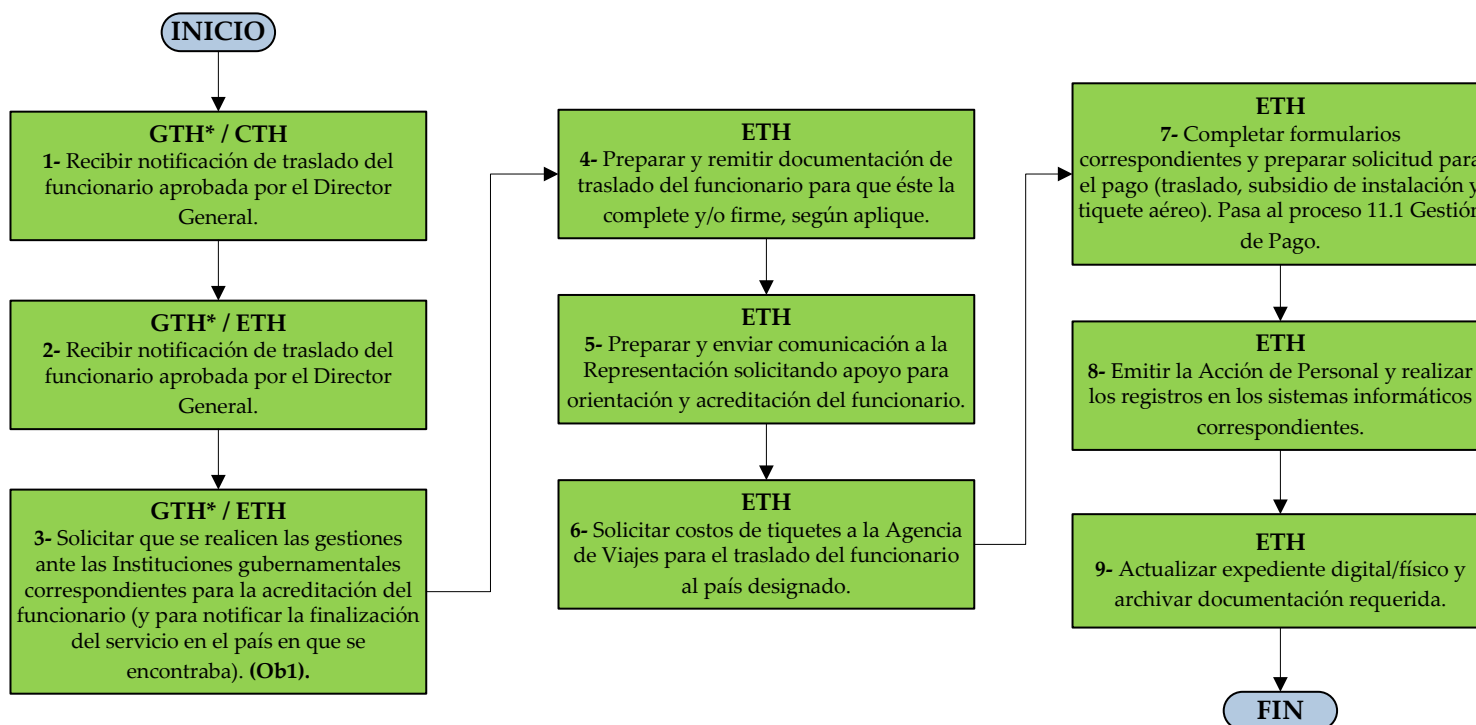 INICIO
GTH* / CTH
1- Recibir notificación de traslado del
funcionario aprobada por el Director
General.
GTH* / ETH
2- Recibir notificación de traslado del
funcionario aprobada por el Director
General.
GTH* / ETH
3- Solicitar que se realicen las gestiones
ante las Instituciones gubernamentales
correspondientes para la acreditación del
funcionario (y para notificar la finalización
del servicio en el país en que se
encontraba). (Ob1).
ETH
4- Preparar y remitir documentación de
traslado del funcionario para que éste la
complete y/o firme, según aplique.
ETH
5- Preparar y enviar comunicación a la
Representación solicitando apoyo para
orientación y acreditación del funcionario.
ETH
6- Solicitar costos de tiquetes a la Agencia
de Viajes para el traslado del funcionario
al país designado.
ETH
7- Completar formularios
correspondientes y preparar solicitud para
el pago (traslado, subsidio de instalación y
tiquete aéreo). Pasa al proceso 11.1 Gestión
de Pago.
ETH
8- Emitir la Acción de Personal y realizar
los registros en los sistemas informáticos
correspondientes.
ETH
9- Actualizar expediente digital/físico y
archivar documentación requerida.
FIN